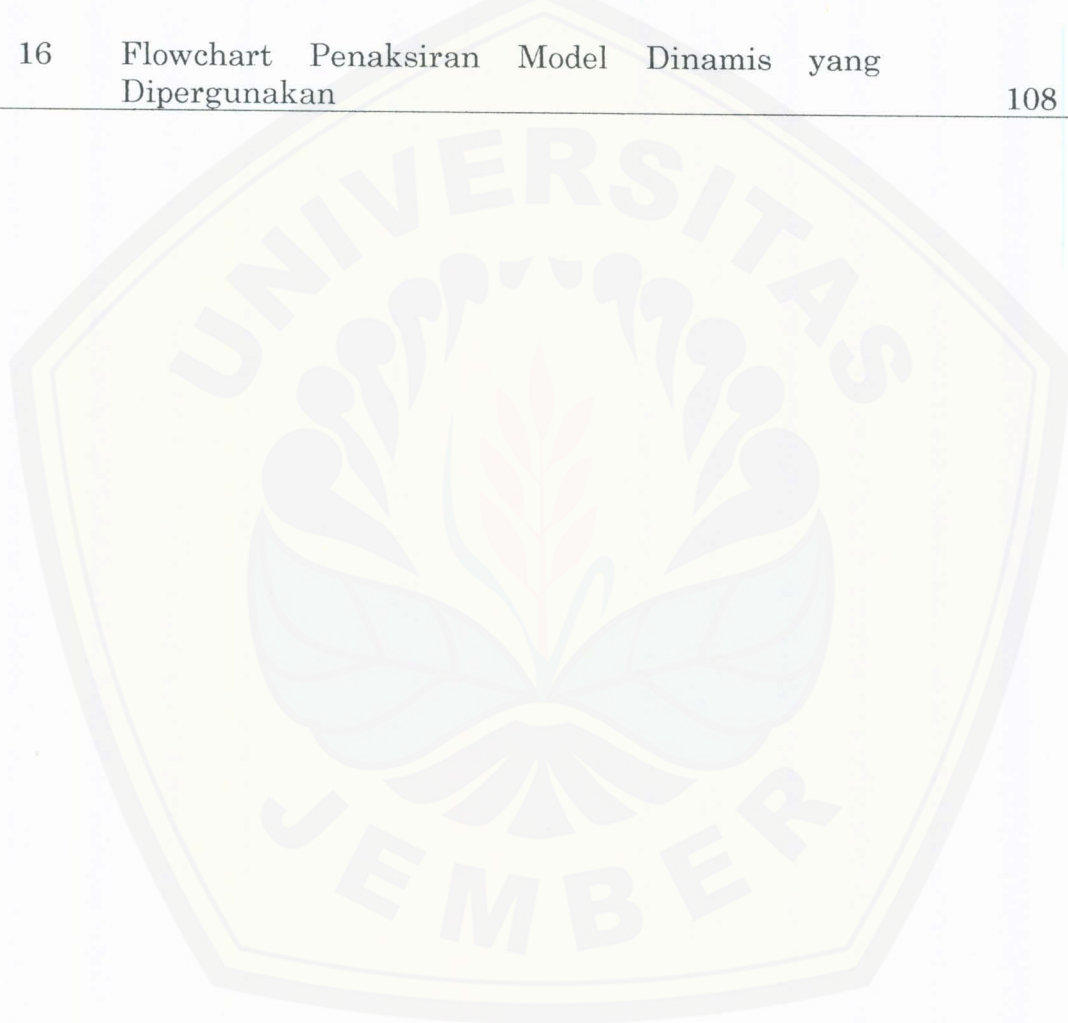 16 Flowchart Penaksiran Model Dinamis yang
Dipergunakan 108
UNIVERSITAS
JEMBER